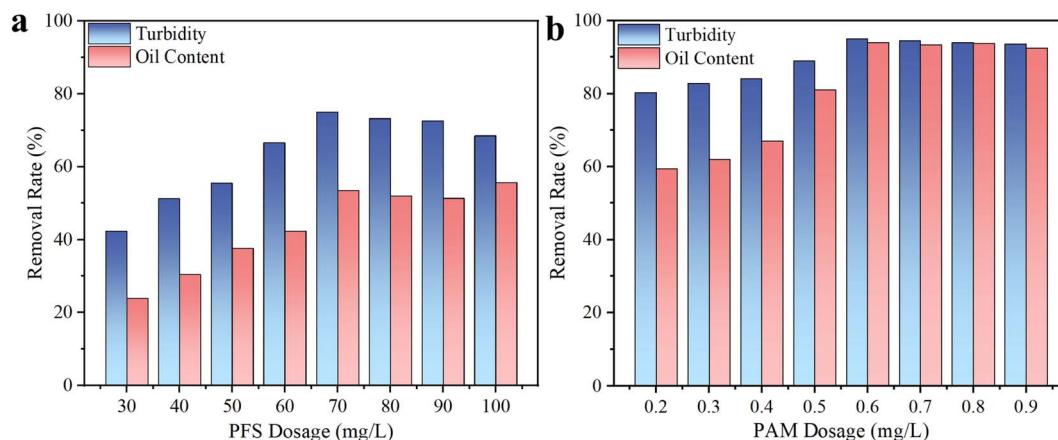 a
Turbidity
Oil Content
Removal Rate (%)
100
80
60
40
20
0
30 40 50 60 70 80 90 100
PFS Dosage (mg/L)
b
Turbidity
Oil Content
Removal Rate (%)
100
80
60
40
20
0
0.2 0.3 0.4 0.5 0.6 0.7 0.8 0.9
PAM Dosage (mg/L)